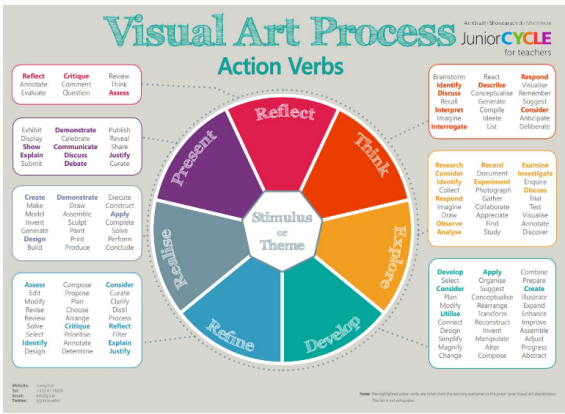 Visual Art Process
Action Verbs
JuniorCYCLE
for teachers
Reflect Critique Review
Annotate Comment Think
Evaluate Question Assess
Exhibit Demonstrate Publish
Display Celebrate Reveal
Show Communicate Share
Explain Discuss Justify
Submit Debate Curate
Create Demonstrate Execute
Make Draw Construct
Model Assemble Apply
Invent Sculpt Complete
Generate Paint Solve
Design Print Perform
Build Produce Conclude
Assess Compose Consider
Edit Propose Curate
Modify Plan Clarify
Revise Choose Distil
Review Arrange Process
Solve Critique Reflect
Select Prioritise Filter
Identify Annotate Explain
Design Determine Justify
Reflect
Think
Explore
Develop
Refine
Realise
Present
Stimulus
or
Theme
Brainstorm React Respond
Identify Describe Visualise
Discuss Conceptualise Remember
Recall Generate Suggest
Interpret Compile Consider
Imagine Ideate Anticipate
Interrogate List Deliberate
Research Record Examine
Consider Document Investigate
Identify Experiment Enquire
Collect Photograph Discuss
Respond Gather Trial
Imagine Collaborate Test
Draw Appreciate Visualise
Observe Find Annotate
Analyse Study Discover
Develop Apply Combine
Select Organise Prepare
Consider Suggest Create
Plan Conceptualise Illustrate
Modify Rearrange Expand
Utilise Transform Enhance
Connect Reconstruct Improve
Design Invent Assemble
Simplify Manipulate Adjust
Magnify Alter Progress
Change Compose Abstract
Website:
Tel:
Email:
Twitter: